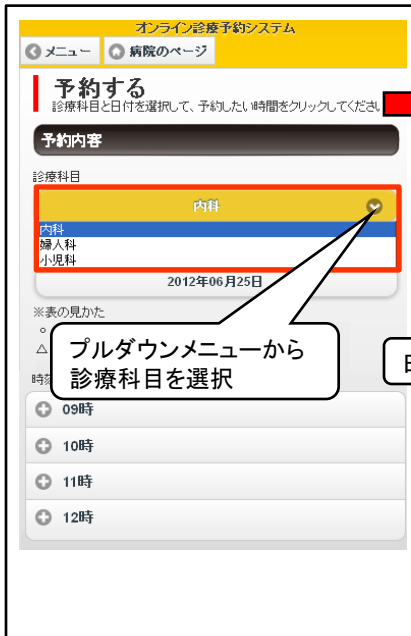 オンライン診療予約システム
メニュー 病院のページ
予約する
診療科目と日付を選択して、予約したい時間をクリックしてくださ
予約内容
診療科目
内科
内科
婦人科
小児科
2012年06月25日
※表の見かた
○
△
プルダウンメニューから
診療科目を選択
09時
10時
11時
12時